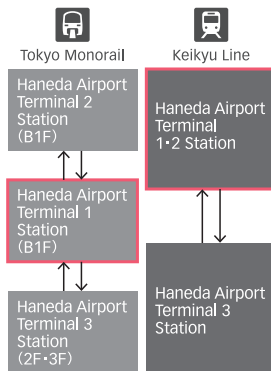 Tokyo Monorail
Haneda Airport
Terminal 2
Station
(B1F)
Haneda Airport
Terminal 1
Station
(B1F)
Haneda Airport
Terminal 3
Station
(2F･3F)
Keikyu Line
Haneda Airport
Terminal
1･2 Station
Haneda Airport
Terminal 3
Station